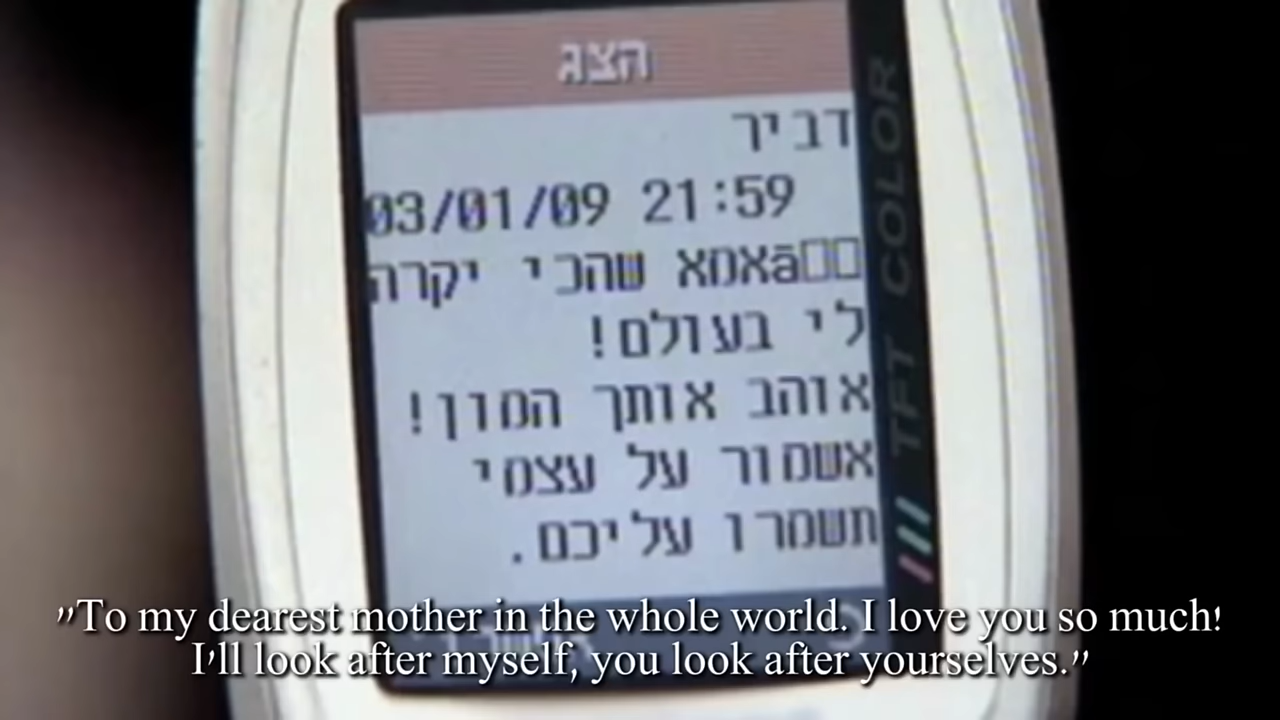 הצג
דביר
03/01/09 21:59
□□āאמא שהכי יקרה
לי בעולם!
אוהב אותך המון!
אשמור על עצמי
תשמרו עליכם.
TFT COLOR
"To my dearest mother in the whole world. I love you so much!
I'll look after myself, you look after yourselves."